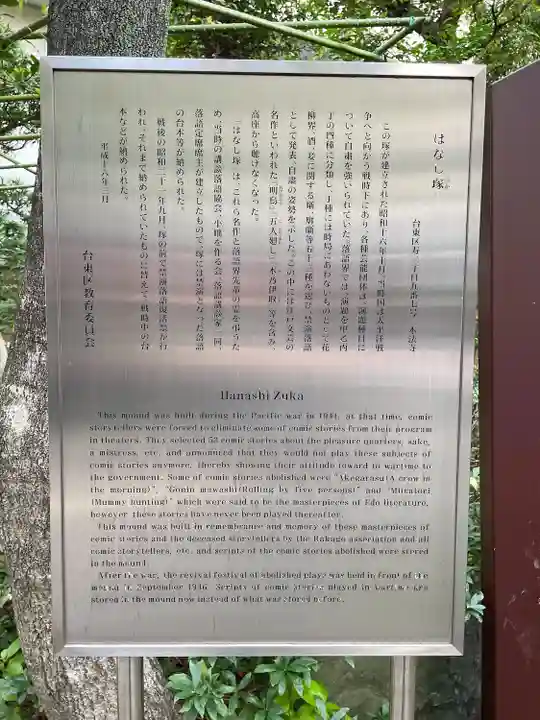 はなし塚
台東区寿二丁目九番七号 本法寺
この塚が建立された昭和十六年十月、当時国は太平洋戦
争へと向かう戦時下にあり、各種芸能団体は、演題種目に
ついて自粛を強いられていた。落語界では、演題を甲乙丙
丁の四種に分類し、丁種には時局にあわないものとして花
柳界、酒、妾に関する噺、廓噺等五十三種を選び、禁演落語
として発表、自粛の姿勢を示した。この中には江戸文芸の
名作といわれた「明烏」「五人廻し」「木乃伊取」等を含み、
高座から聴けなくなった。
「はなし塚」は、これら名作と落語界先輩の霊を弔うた
め、当時の講談落語協会、小咄を作る会、落語講談家一同、
落語定席席主が建立したもので、塚には禁演となった落語
の台本等が納められた。
戦後の昭和二十一年九月、塚の前で禁演落語復活祭が行
われ、それまで納められていたものに替えて、戦時中の台
本などが納められた。
平成十六年三月
台東区教育委員会
Hanashi Zuka
This mound was built during the Pacific war in 1941, at that time, comic
storytellers were forced to eliminate some of comic stories from their program
in theaters. They selected 53 comic stories about the pleasure quarters, sake,
a mistress, etc. and announced that they would not play these subjects of
comic stories anymore, thereby showing their attitude toward to wartime to
the government. Some of comic stories abolished were "Akegarasu(A crow in
the morning)", "Gonin mawashi(Rolling by five persons)" and "Miiratori
(Mummy hunting)" which were said to be the masterpieces of Edo literature,
however these stories have never been played thereafter.
This mound was built in remembrance and memory of these masterpieces of
comic stories and the deceased storytellers by the Rakugo association and all
comic storytellers, etc. and scripts of the comic stories abolished were stored
in the mound.
After the war, the revival festival of abolished plays was held in front of the
mound in September 1946. Scripts of comic stories played in wartime are
stored in the mound now instead of what was stored before.